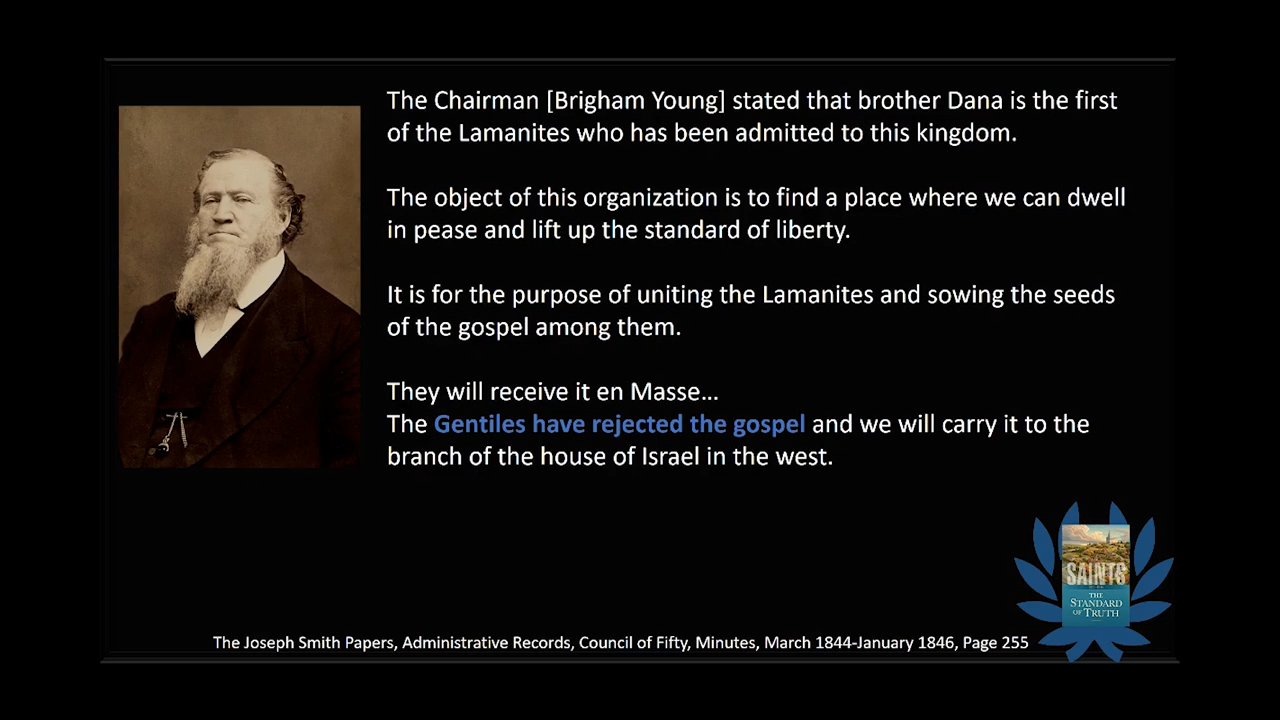 The Chairman [Brigham Young] stated that brother Dana is the first
of the Lamanites who has been admitted to this kingdom.
The object of this organization is to find a place where we can dwell
in pease and lift up the standard of liberty.
It is for the purpose of uniting the Lamanites and sowing the seeds
of the gospel among them.
They will receive it en Masse...
The Gentiles have rejected the gospel and we will carry it to the
branch of the house of Israel in the west.
SAINTS
THE
STANDARD
OF TRUTH
The Joseph Smith Papers, Administrative Records, Council of Fifty, Minutes, March 1844-January 1846, Page 255